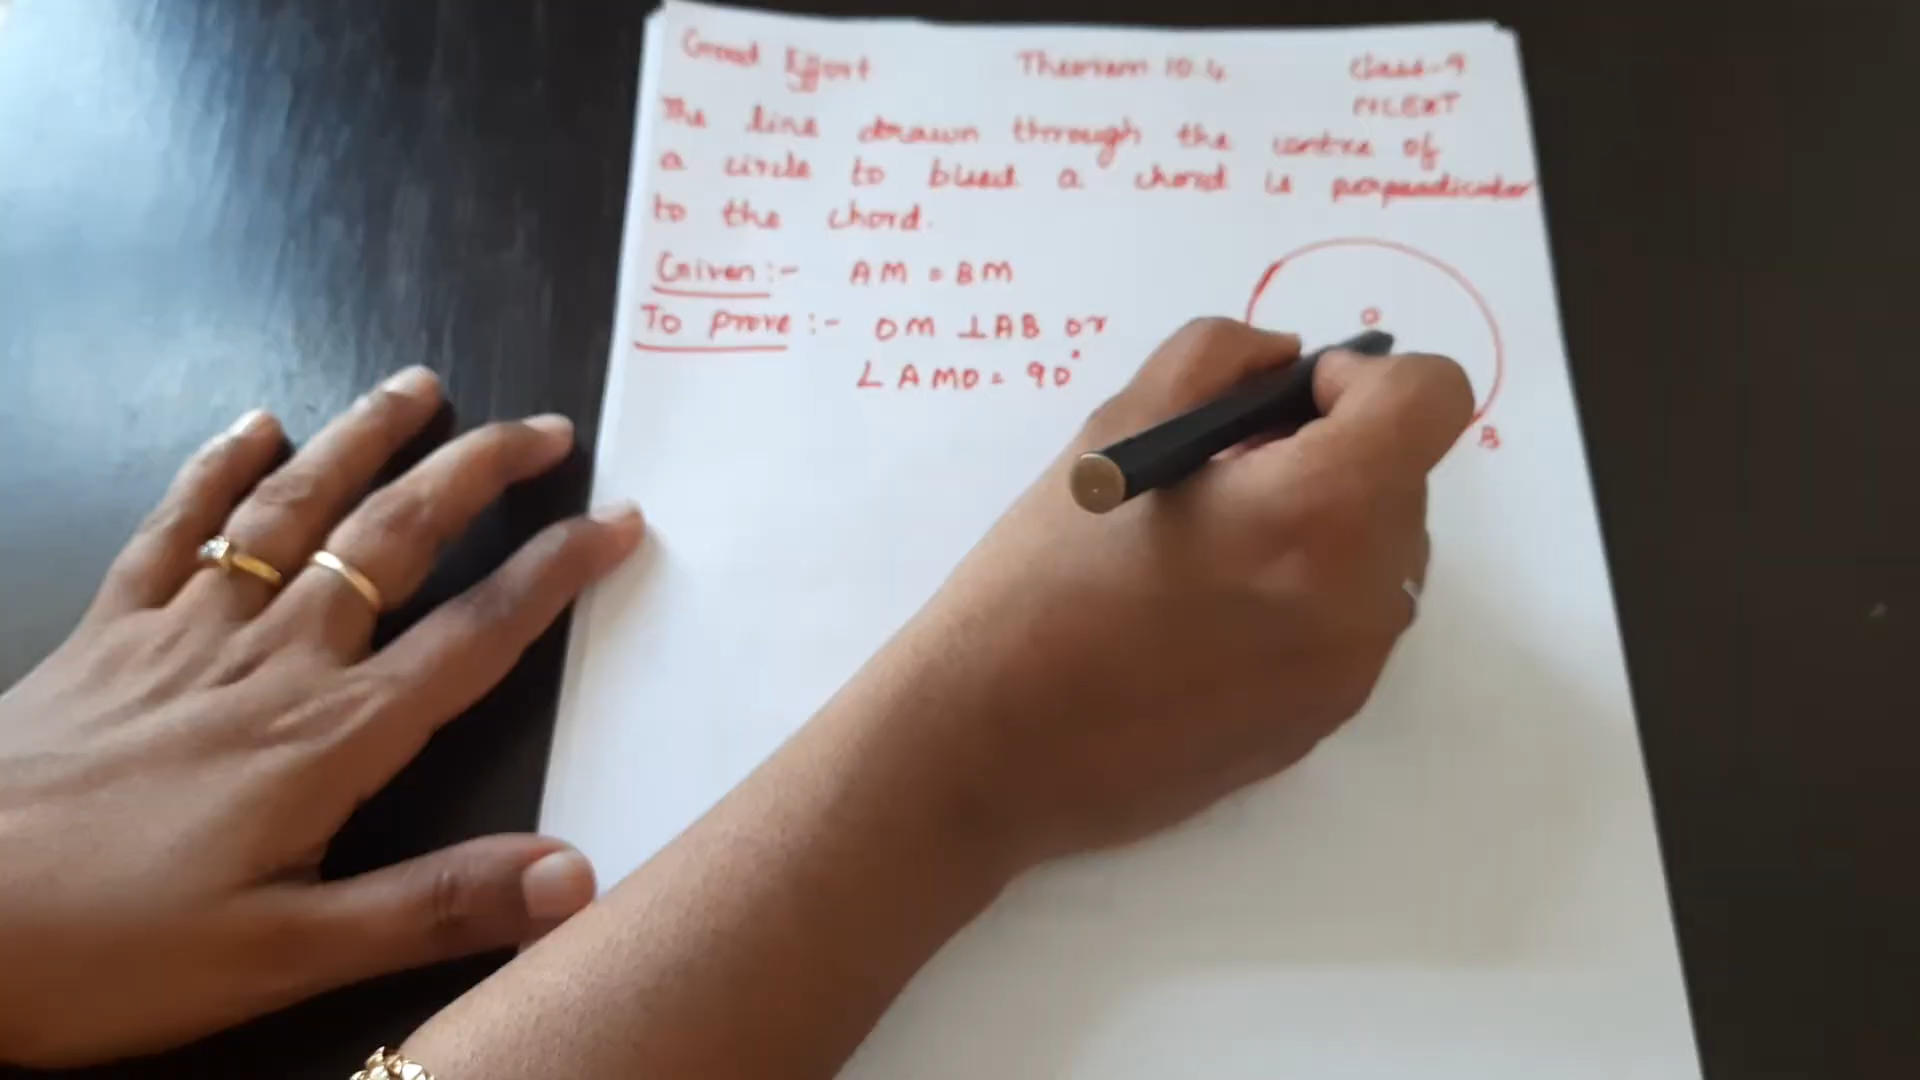 Good Effort Theorem 10.4 Class-9
NCERT
The line drawn through the centre of
a circle to bisect a chord is perpendicular
to the chord.
Given :- AM = BM
To prove :- OM ⊥ AB or
∠ AMO = 90°
O
B